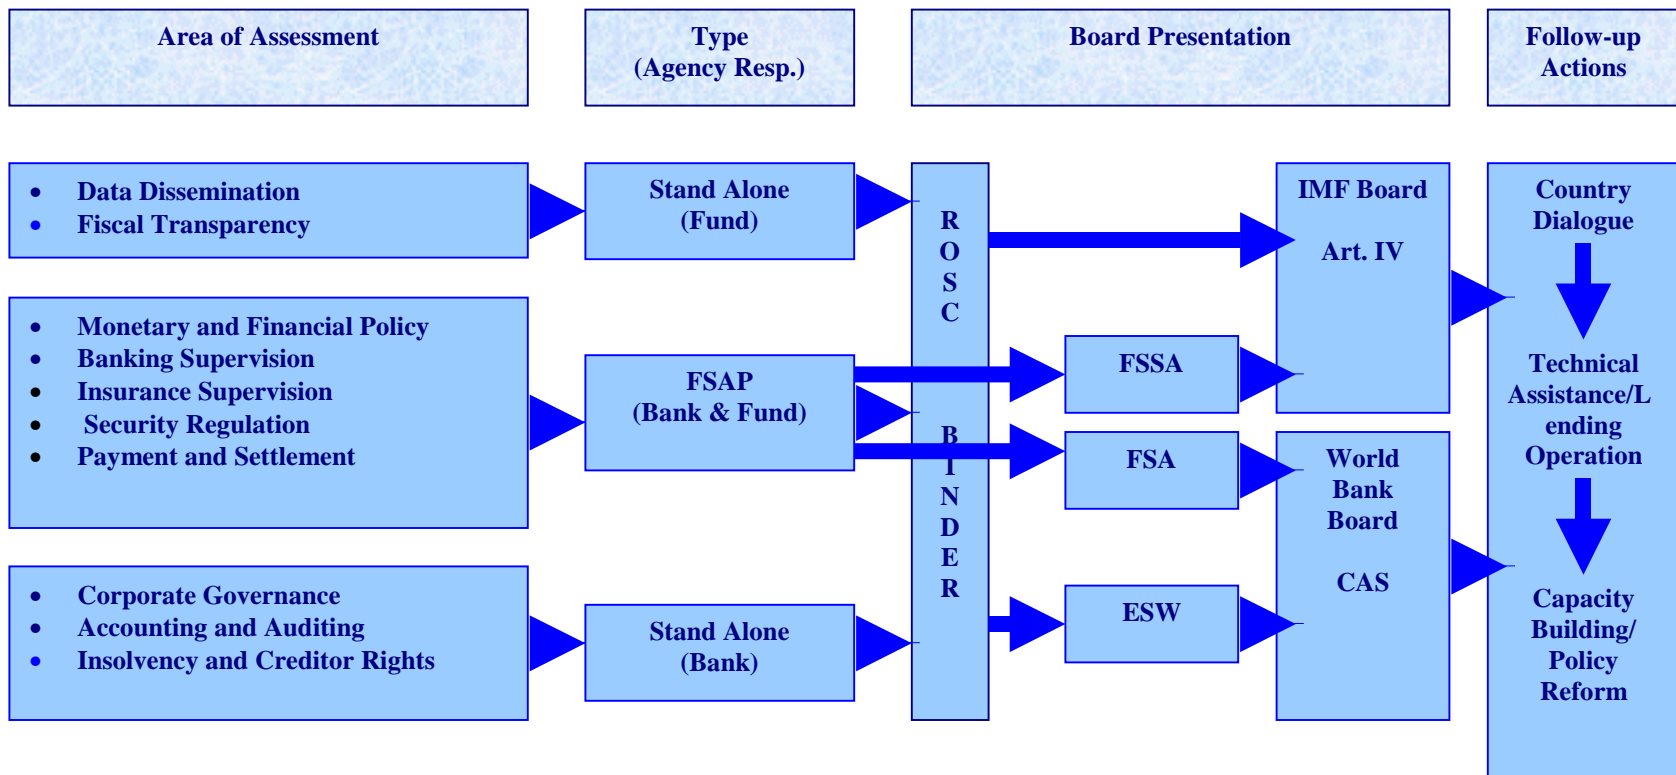 Area of Assessment
Type
(Agency Resp.)
Board Presentation
Follow-up
Actions
• Data Dissemination
• Fiscal Transparency
Stand Alone
(Fund)
• Monetary and Financial Policy
• Banking Supervision
• Insurance Supervision
• Security Regulation
• Payment and Settlement
FSAP
(Bank & Fund)
• Corporate Governance
• Accounting and Auditing
• Insolvency and Creditor Rights
Stand Alone
(Bank)
R
O
S
C
B
I
N
D
E
R
FSSA
FSA
ESW
IMF Board
Art. IV
World
Bank
Board
CAS
Country
Dialogue
Technical
Assistance/L
ending
Operation
Capacity
Building/
Policy
Reform